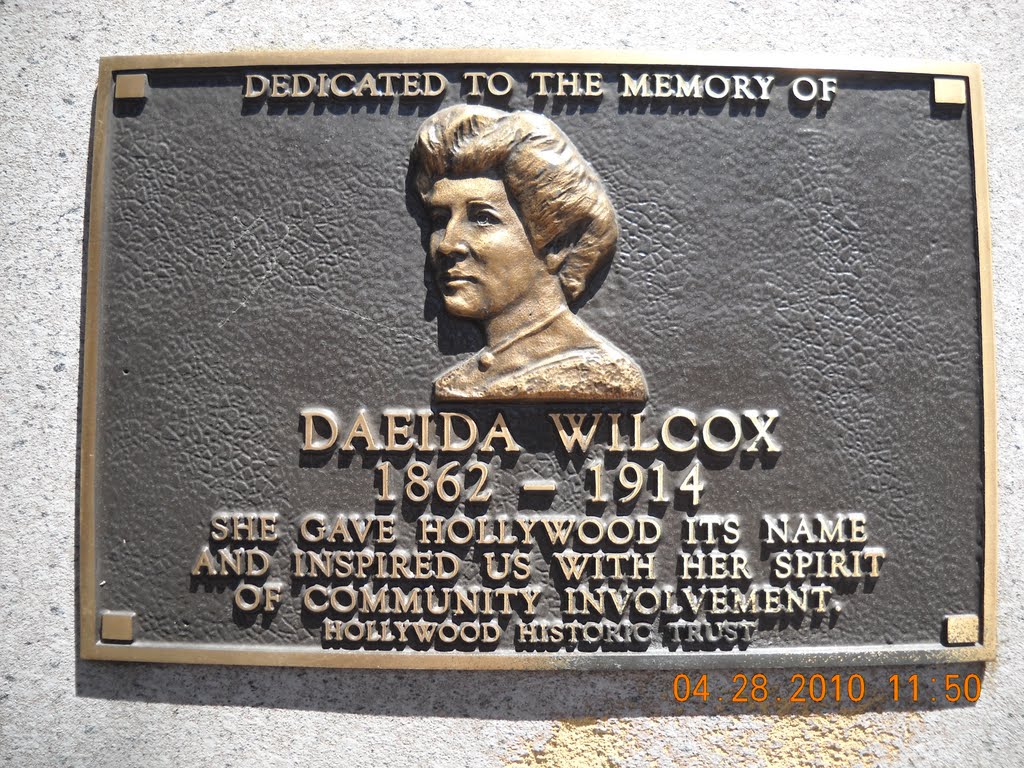 DEDICATED TO THE MEMORY OF
DAEIDA WILCOX
1862 – 1914
SHE GAVE HOLLYWOOD ITS NAME
AND INSPIRED US WITH HER SPIRIT
OF COMMUNITY INVOLVEMENT.
HOLLYWOOD HISTORIC TRUST
04.28.2010 11:50